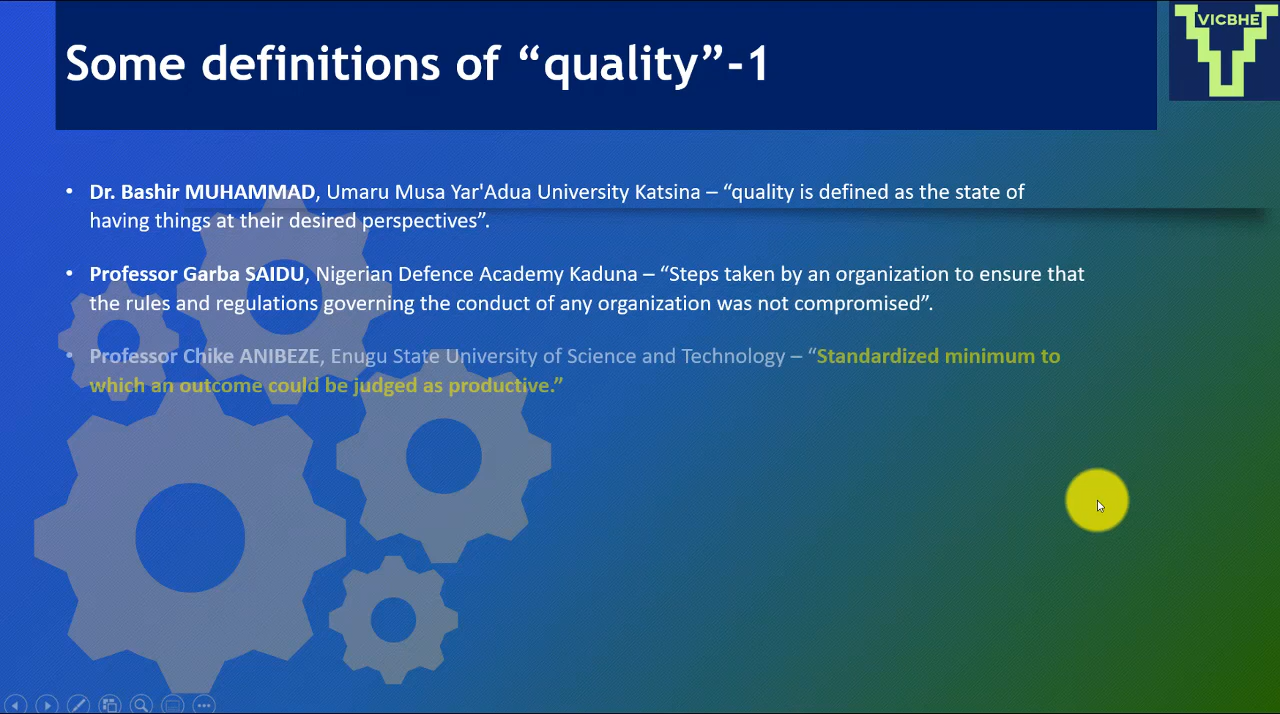 VICBHE
Some definitions of “quality”-1
• Dr. Bashir MUHAMMAD, Umaru Musa Yar'Adua University Katsina – “quality is defined as the state of
having things at their desired perspectives”.
• Professor Garba SAIDU, Nigerian Defence Academy Kaduna – “Steps taken by an organization to ensure that
the rules and regulations governing the conduct of any organization was not compromised”.
• Professor Chike ANIBEZE, Enugu State University of Science and Technology – “Standardized minimum to
which an outcome could be judged as productive.”